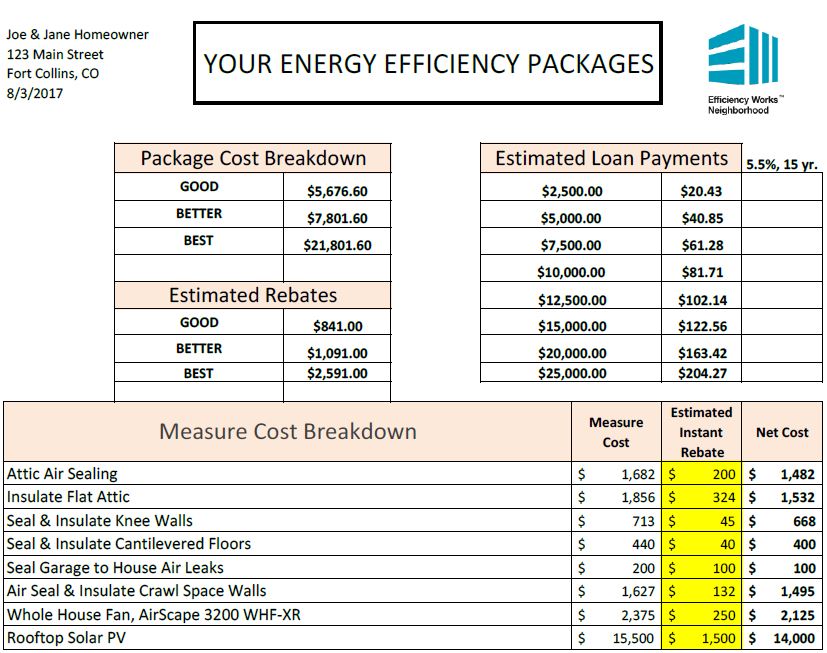 Joe & Jane Homeowner
123 Main Street
Fort Collins, CO
8/3/2017
YOUR ENERGY EFFICIENCY PACKAGES
Efficiency Works™
Neighborhood
Package Cost Breakdown
GOOD $5,676.60
BETTER $7,801.60
BEST $21,801.60
Estimated Rebates
GOOD $841.00
BETTER $1,091.00
BEST $2,591.00
Estimated Loan Payments 5.5%, 15 yr.
$2,500.00 $20.43
$5,000.00 $40.85
$7,500.00 $61.28
$10,000.00 $81.71
$12,500.00 $102.14
$15,000.00 $122.56
$20,000.00 $163.42
$25,000.00 $204.27
Measure Cost Breakdown
Measure
Cost
Estimated
Instant
Rebate
Net Cost
Attic Air Sealing $ 1,682 $ 200 $ 1,482
Insulate Flat Attic $ 1,856 $ 324 $ 1,532
Seal & Insulate Knee Walls $ 713 $ 45 $ 668
Seal & Insulate Cantilevered Floors $ 440 $ 40 $ 400
Seal Garage to House Air Leaks $ 200 $ 100 $ 100
Air Seal & Insulate Crawl Space Walls $ 1,627 $ 132 $ 1,495
Whole House Fan, AirScape 3200 WHF-XR $ 2,375 $ 250 $ 2,125
Rooftop Solar PV $ 15,500 $ 1,500 $ 14,000